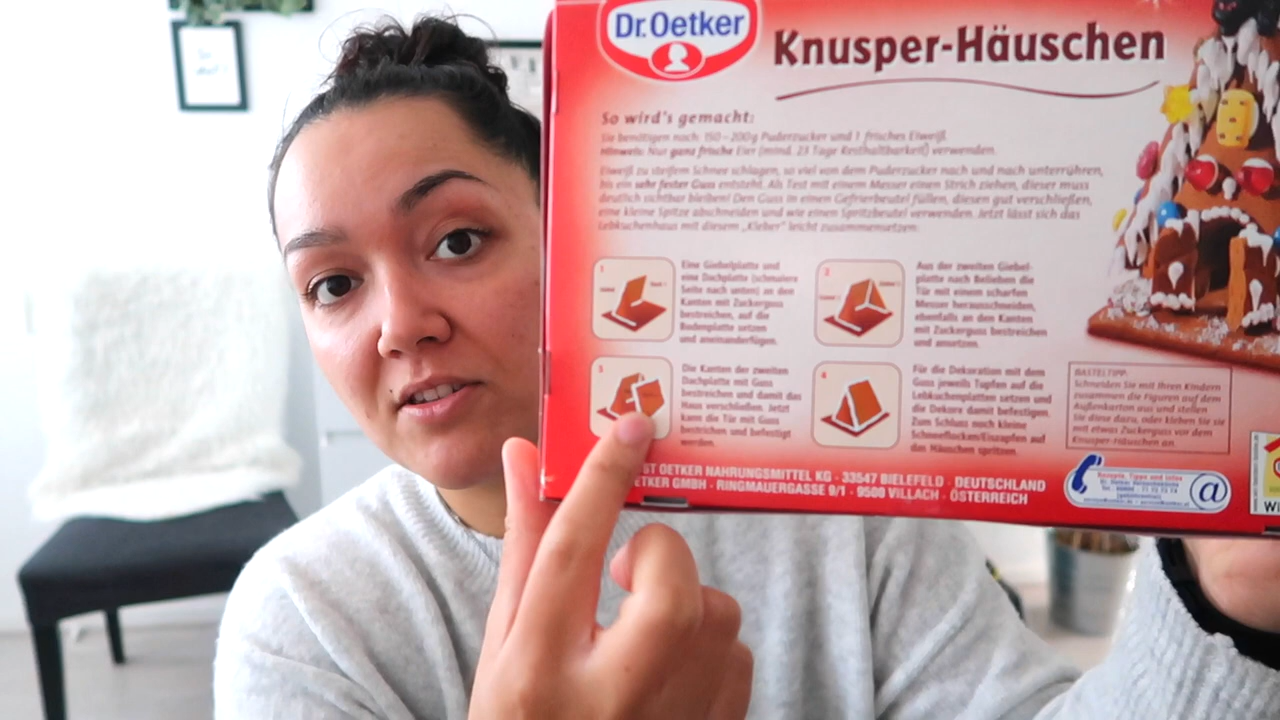 Dr.Oetker
Knusper-Häuschen
So wird's gemacht:
Sie benötigen noch: 150–200g Puderzucker und 1 frisches Eiweiß.
Hinweis: Nur ganz frische Eier (mind. 23 Tage Resthaltbarkeit) verwenden.
Eiweiß zu steifem Schnee schlagen, so viel von dem Puderzucker nach und nach unterrühren,
bis ein sehr fester Guss entsteht. Als Test mit einem Messer einen Strich ziehen, dieser muss
deutlich sichtbar bleiben! Den Guss in einen Gefrierbeutel füllen, diesen gut verschließen,
eine kleine Spitze abschneiden und wie einen Spritzbeutel verwenden. Jetzt lässt sich das
Lebkuchenhaus mit diesem „Kleber" leicht zusammensetzen.
1
Eine Giebelplatte und
eine Dachplatte (schmalere
Seite nach unten) an den
Kanten mit Zuckerguss
bestreichen, auf die
Bodenplatte setzen
und aneinanderfügen.
2
Aus der zweiten Giebel-
platte nach Belieben die
Tür mit einem scharfen
Messer herausschneiden,
ebenfalls an den Kanten
mit Zuckerguss bestreichen
und ansetzen.
3
Die Kanten der zweiten
Dachplatte mit Guss
bestreichen und damit das
Haus verschließen. Jetzt
kann die Tür mit Guss
bestrichen und befestigt
werden.
4
Für die Dekoration mit dem
Guss jeweils Tupfen auf die
Lebkuchenplatten setzen und
die Dekore damit befestigen.
Zum Schluss noch kleine
Schneeflocken/Eiszapfen auf
das Häuschen spritzen.
BASTELTIPP:
Schneiden Sie mit Ihren Kindern
zusammen die Figuren auf dem
Außenkarton aus und stellen
Sie diese dazu, oder kleben Sie sie
mit etwas Zuckerguss vor dem
Knusper-Häuschen an.
ST OETKER NAHRUNGSMITTEL KG · 33547 BIELEFELD · DEUTSCHLAND
ETKER GMBH · RINGMAUERGASSE 9/1 · 9500 VILLACH · ÖSTERREICH
Rezepte, Tipps und Infos
@